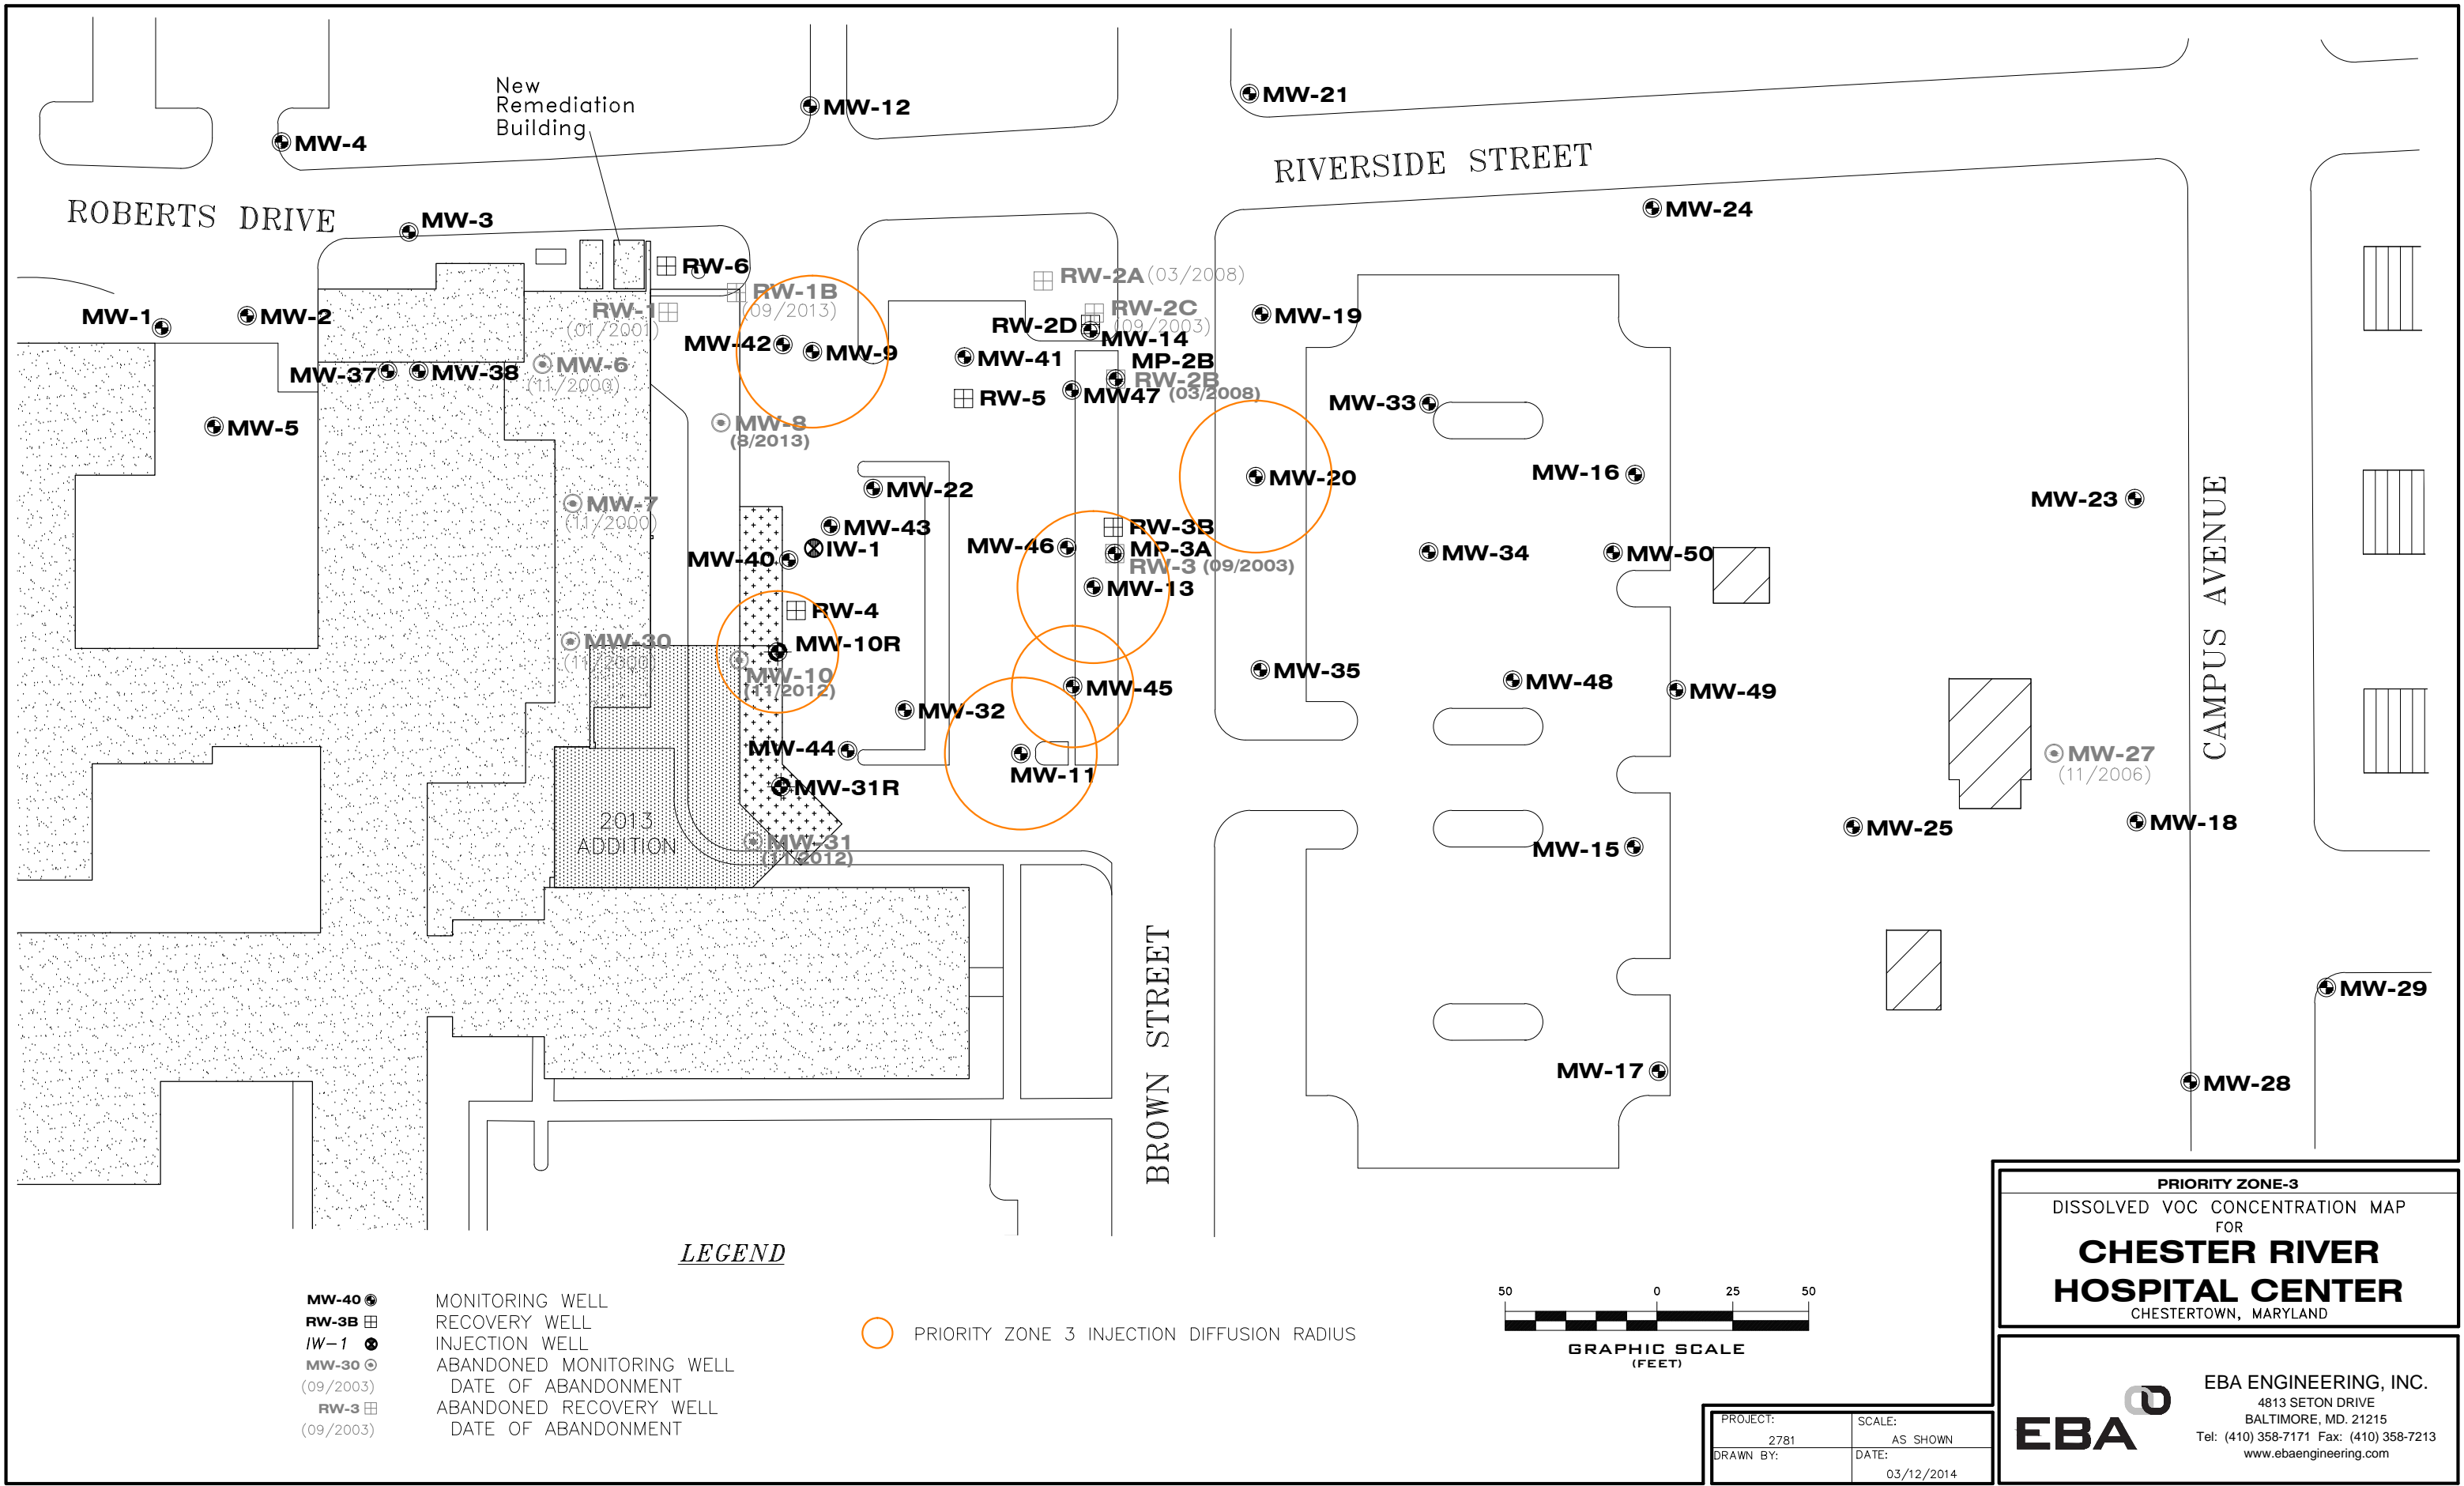 New
Remediation
Building
MW-12
MW-21
MW-4
RIVERSIDE STREET
ROBERTS DRIVE
MW-3
MW-24
RW-6
RW-2A (03/2008)
RW-1B
(09/2013)
RW-1
(01/2001)
RW-2C
(09/2003)
RW-2D
MW-14
MW-1
MW-2
MW-19
MW-42
MW-9
MW-41
MP-2B
RW-2B
(03/2008)
MW47
MW-6
(11/2000)
MW-37
MW-38
RW-5
MW-33
MW-5
MW-8
(8/2013)
MW-20
MW-16
MW-22
MW-23
MW-7
(11/2000)
MW-43
RW-3B
IW-1
MW-46
MP-3A
MW-40
RW-3 (09/2003)
MW-34
MW-50
MW-13
RW-4
CAMPUS AVENUE
MW-30
MW-10R
MW-10
(11/2012)
MW-45
MW-35
MW-48
MW-49
MW-32
MW-44
MW-11
MW-27
(11/2006)
MW-31R
2013
ADDITION
MW-31
(11/2012)
MW-25
MW-18
MW-15
BROWN STREET
MW-29
MW-17
MW-28
LEGEND
MW-40 MONITORING WELL
RW-3B RECOVERY WELL
IW-1 INJECTION WELL
MW-30 ABANDONED MONITORING WELL
(09/2003) DATE OF ABANDONMENT
RW-3 ABANDONED RECOVERY WELL
(09/2003) DATE OF ABANDONMENT
PRIORITY ZONE 3 INJECTION DIFFUSION RADIUS
50 0 25 50
GRAPHIC SCALE
(FEET)
PRIORITY ZONE-3
DISSOLVED VOC CONCENTRATION MAP
FOR
CHESTER RIVER
HOSPITAL CENTER
CHESTERTOWN, MARYLAND
PROJECT:
2781
SCALE:
AS SHOWN
DRAWN BY:
DATE:
03/12/2014
EBA
EBA ENGINEERING, INC.
4813 SETON DRIVE
BALTIMORE, MD. 21215
Tel: (410) 358-7171 Fax: (410) 358-7213
www.ebaengineering.com